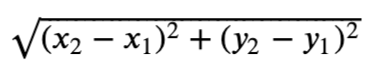 √(x₂ − x₁)² + (y₂ − y₁)²